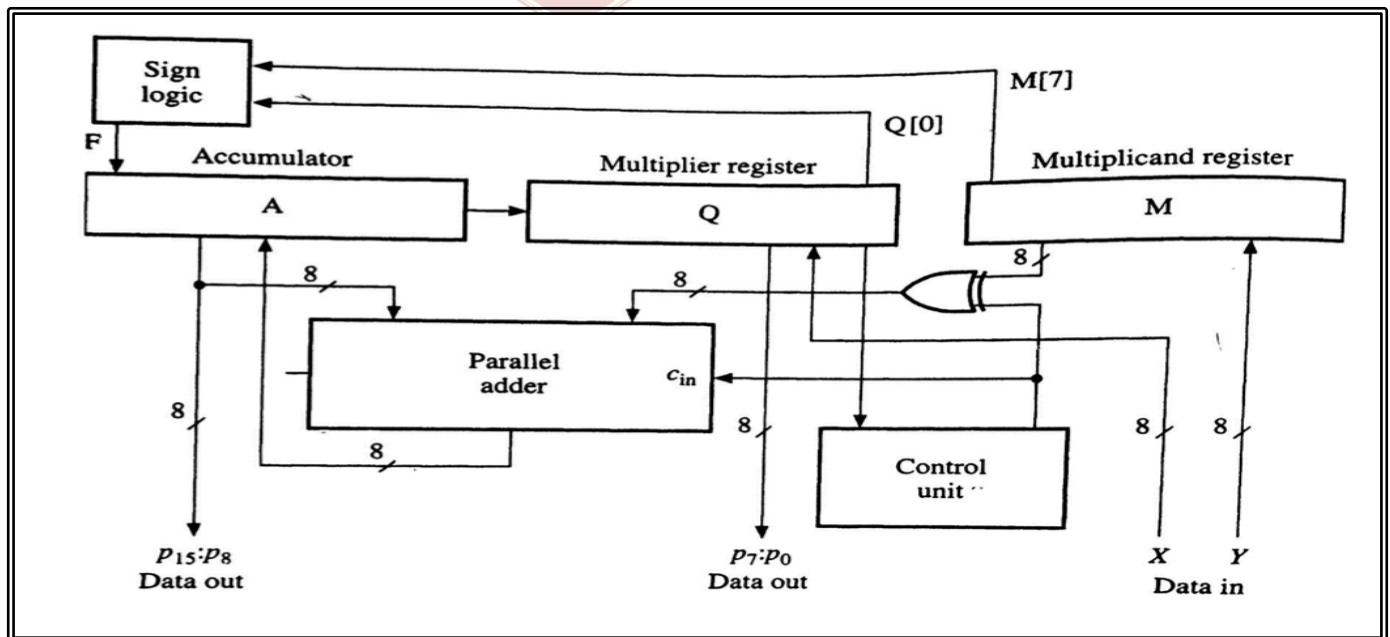 Sign
logic
M[7]
Q[0]
F
Accumulator
Multiplier register
Multiplicand register
A
Q
M
8
8
8
Parallel
adder
cin
8
8
8
8
8
Control
unit
p15:p8
Data out
p7:p0
Data out
X
Y
Data in